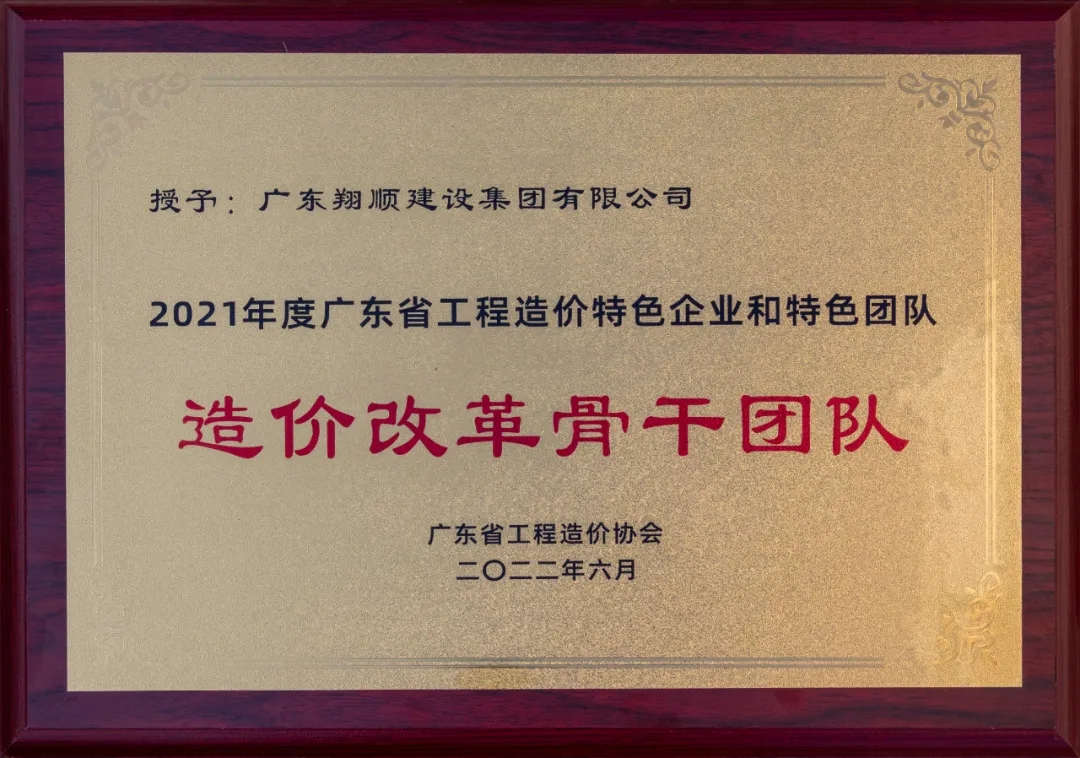 授予：广东翔顺建设集团有限公司
2021年度广东省工程造价特色企业和特色团队
造价改革骨干团队
广东省工程造价协会
二〇二二年六月